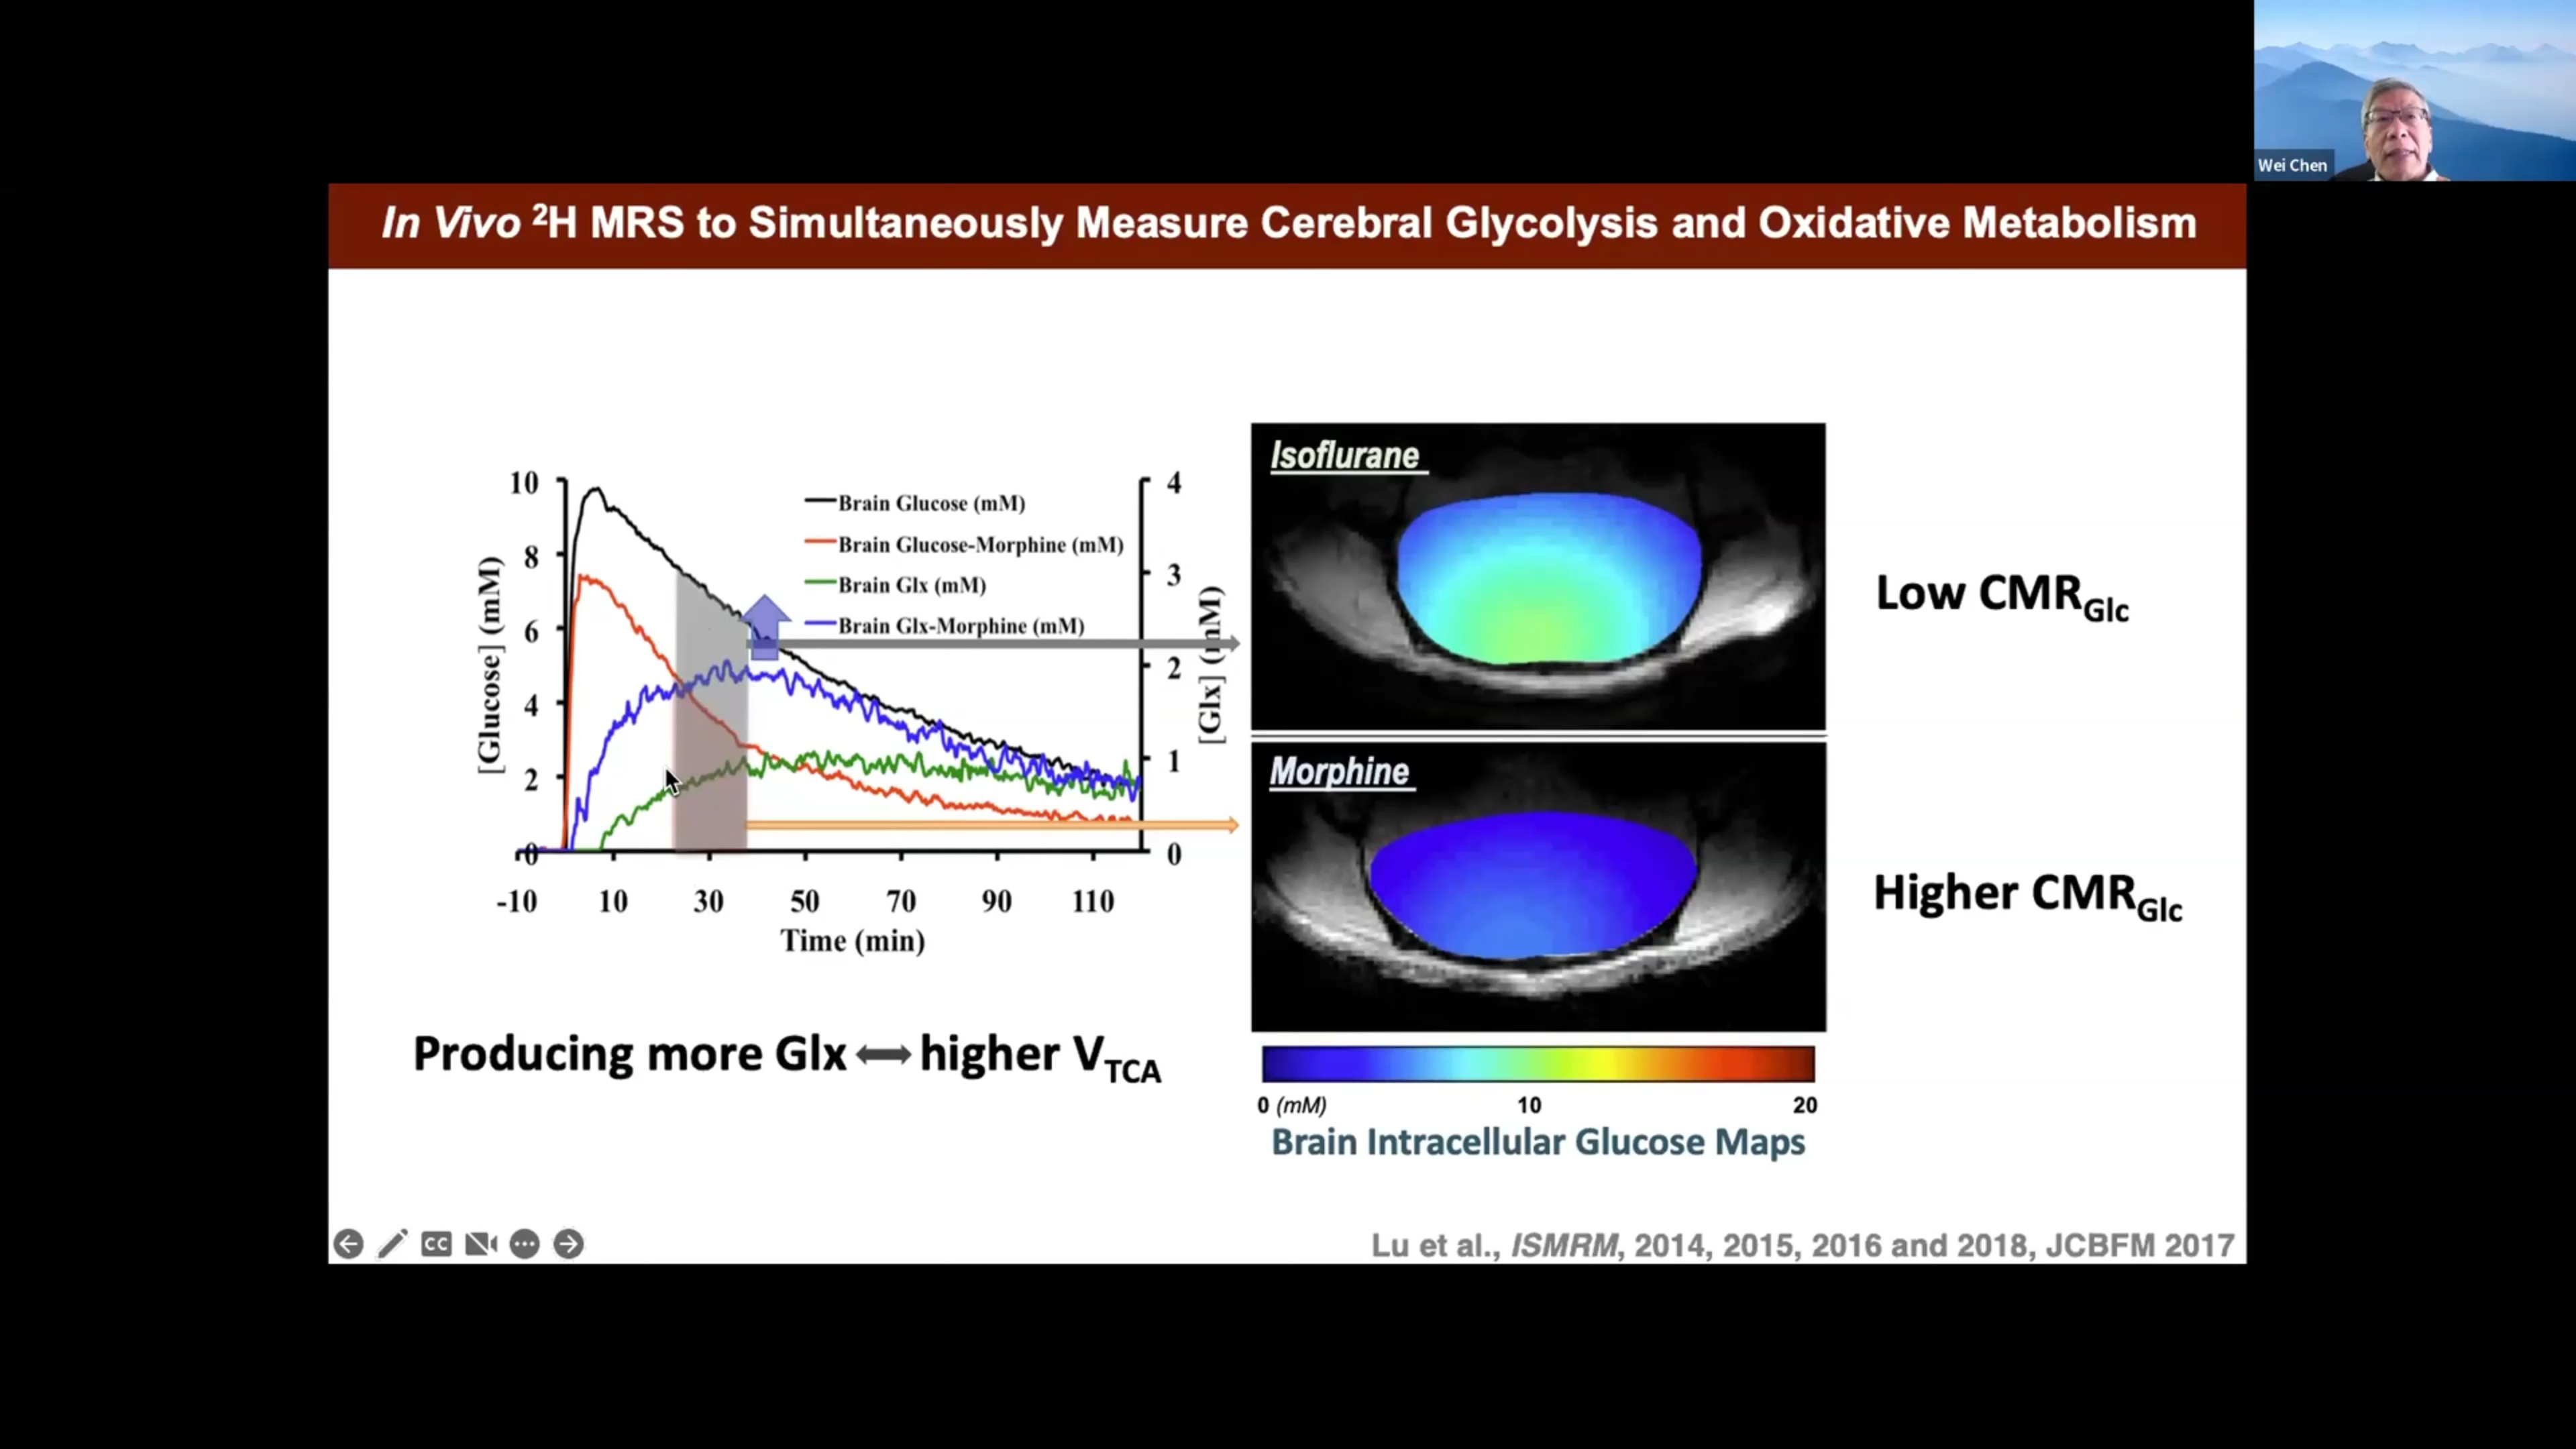 Wei Chen
In Vivo ²H MRS to Simultaneously Measure Cerebral Glycolysis and Oxidative Metabolism
10
8
6
4
2
0
[Glucose] (mM)
Brain Glucose (mM)
Brain Glucose-Morphine (mM)
Brain Glx (mM)
Brain Glx-Morphine (mM)
4
3
2
1
0
[Glx] (mM)
-10 10 30 50 70 90 110
Time (min)
Producing more Glx ⟷ higher VTCA
Isoflurane
Low CMRGlc
Morphine
Higher CMRGlc
0 (mM) 10 20
Brain Intracellular Glucose Maps
CC
Lu et al., ISMRM, 2014, 2015, 2016 and 2018, JCBFM 2017